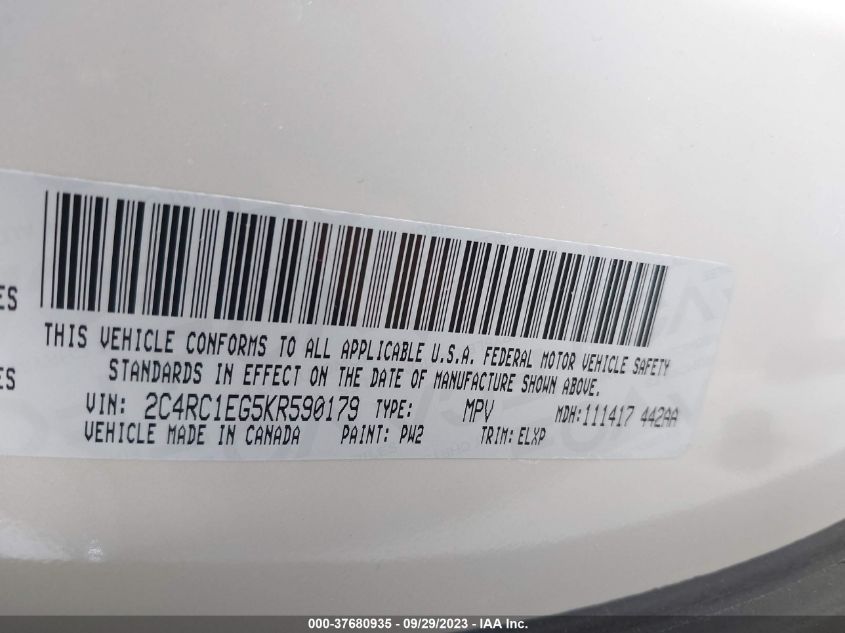 ES
THIS VEHICLE CONFORMS TO ALL APPLICABLE U.S.A. FEDERAL MOTOR VEHICLE SAFETY
ES
STANDARDS IN EFFECT ON THE DATE OF MANUFACTURE SHOWN ABOVE.
VIN: 2C4RC1EG5KR590179 TYPE: MPV MDH:111417 442AA
VEHICLE MADE IN CANADA PAINT: PW2 TRIM: ELXP
000-37680935 - 09/29/2023 - IAA Inc.